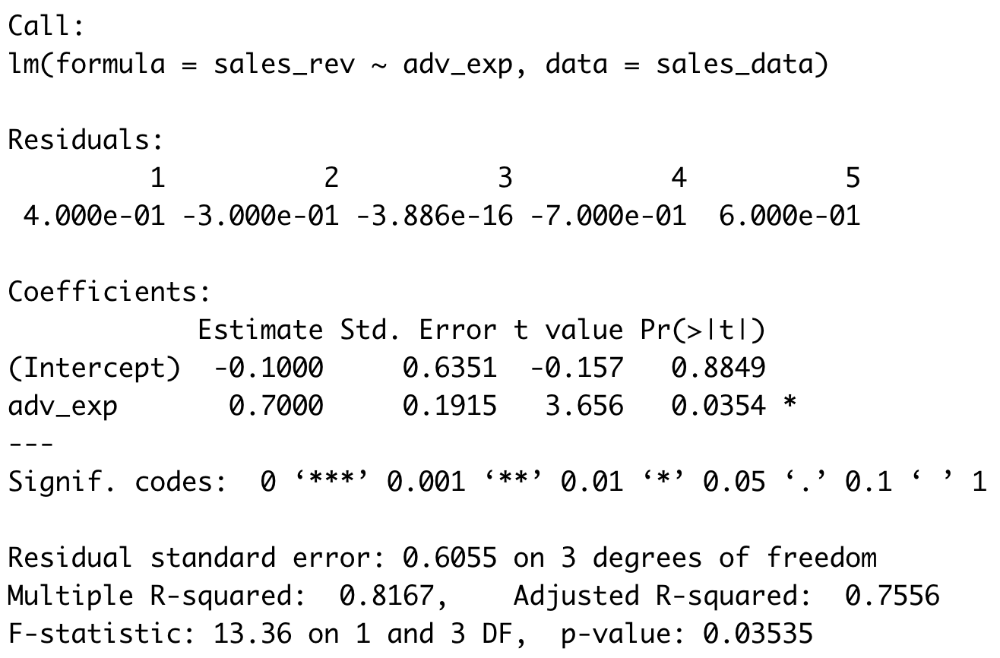 Call:
lm(formula = sales_rev ~ adv_exp, data = sales_data)
Residuals:
1 2 3 4 5
4.000e-01 -3.000e-01 -3.886e-16 -7.000e-01 6.000e-01
Coefficients:
Estimate Std. Error t value Pr(>|t|)
(Intercept) -0.1000 0.6351 -0.157 0.8849
adv_exp 0.7000 0.1915 3.656 0.0354 *
---
Signif. codes: 0 ‘***’ 0.001 ‘**’ 0.01 ‘*’ 0.05 ‘.’ 0.1 ‘ ’ 1
Residual standard error: 0.6055 on 3 degrees of freedom
Multiple R-squared: 0.8167, Adjusted R-squared: 0.7556
F-statistic: 13.36 on 1 and 3 DF, p-value: 0.03535